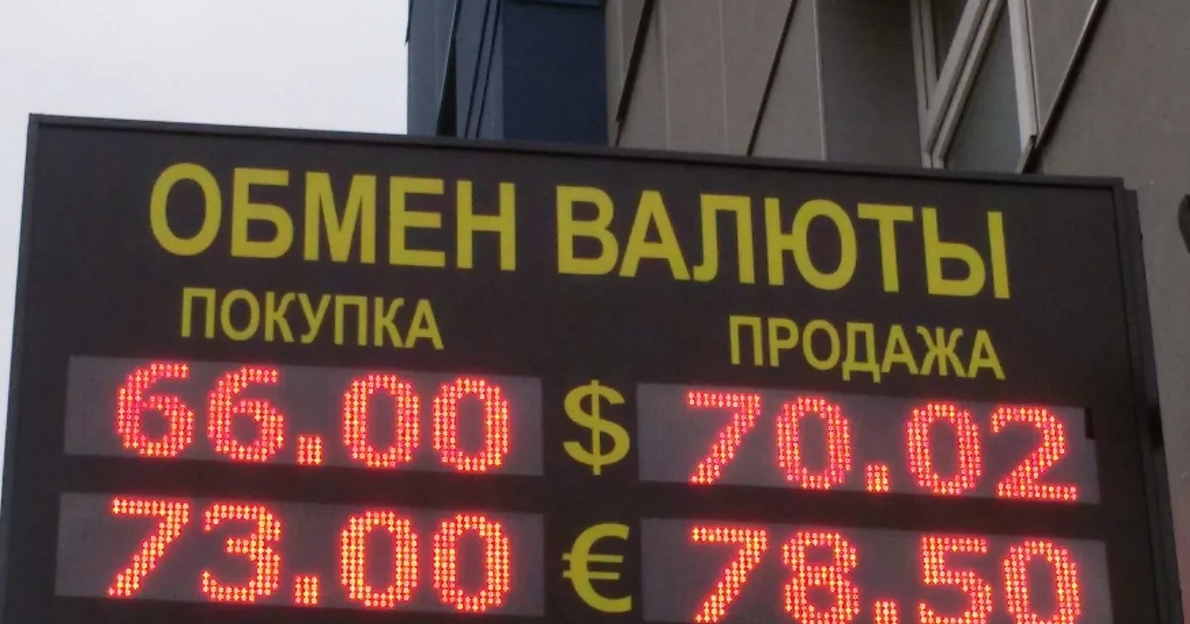 ОБМЕН ВАЛЮТЫ
ПОКУПКА ПРОДАЖА
66.00 $ 70.02
73.00 € 78.50